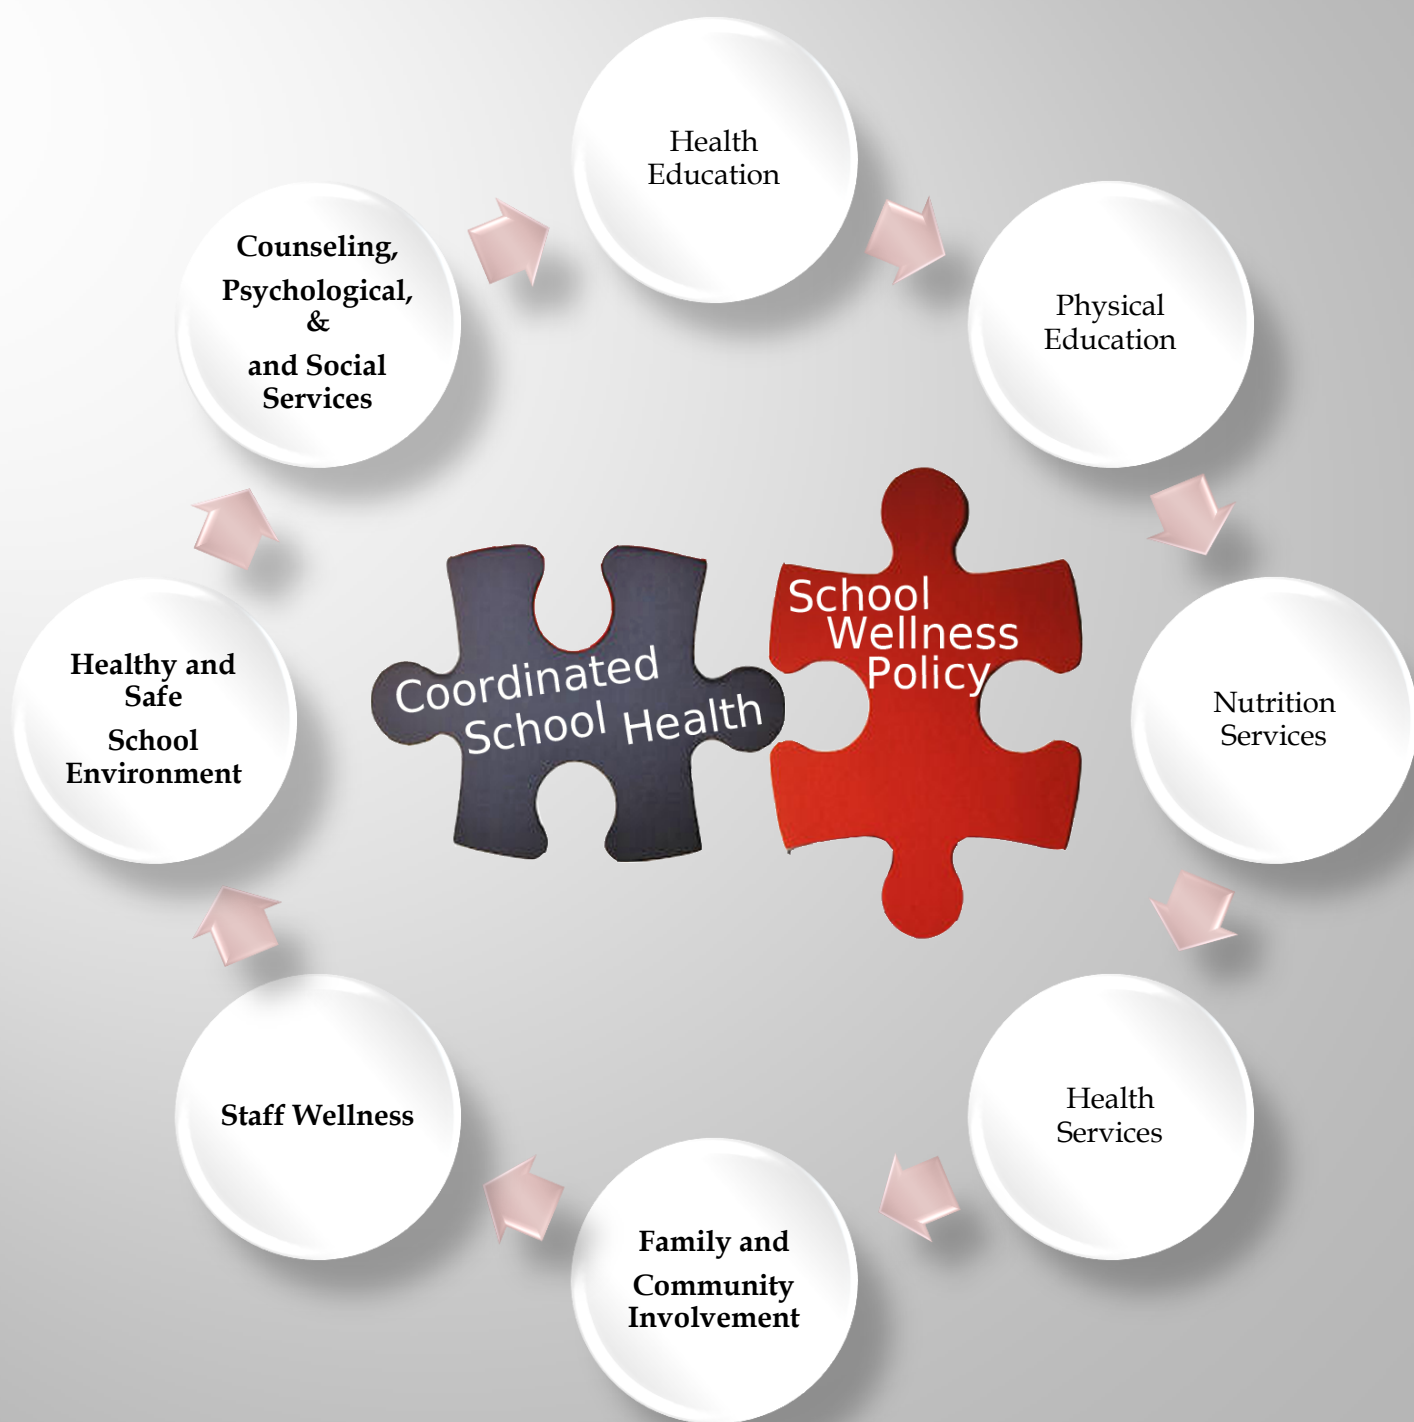 Health
Education
Physical
Education
Nutrition
Services
Health
Services
Family and
Community
Involvement
Staff Wellness
Healthy and
Safe
School
Environment
Counseling,
Psychological,
&
and Social
Services
Coordinated
School Health
School
Wellness
Policy